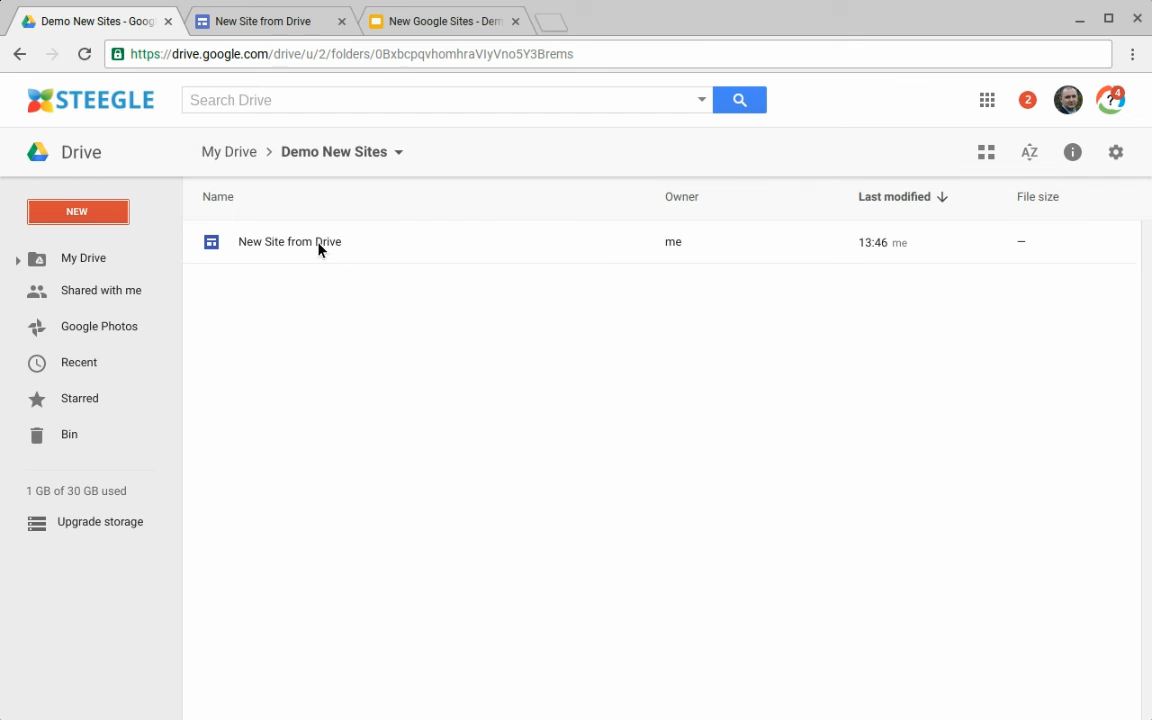 Demo New Sites - Goog
New Site from Drive
New Google Sites - Dem
https://drive.google.com/drive/u/2/folders/0BxbcpqvhomhraVIyVno5Y3Brems
STEEGLE
Search Drive
2
4
?
Drive
My Drive > Demo New Sites
AZ
NEW
Name
Owner
Last modified
File size
New Site from Drive
me
13:46 me
–
My Drive
Shared with me
Google Photos
Recent
Starred
Bin
1 GB of 30 GB used
Upgrade storage